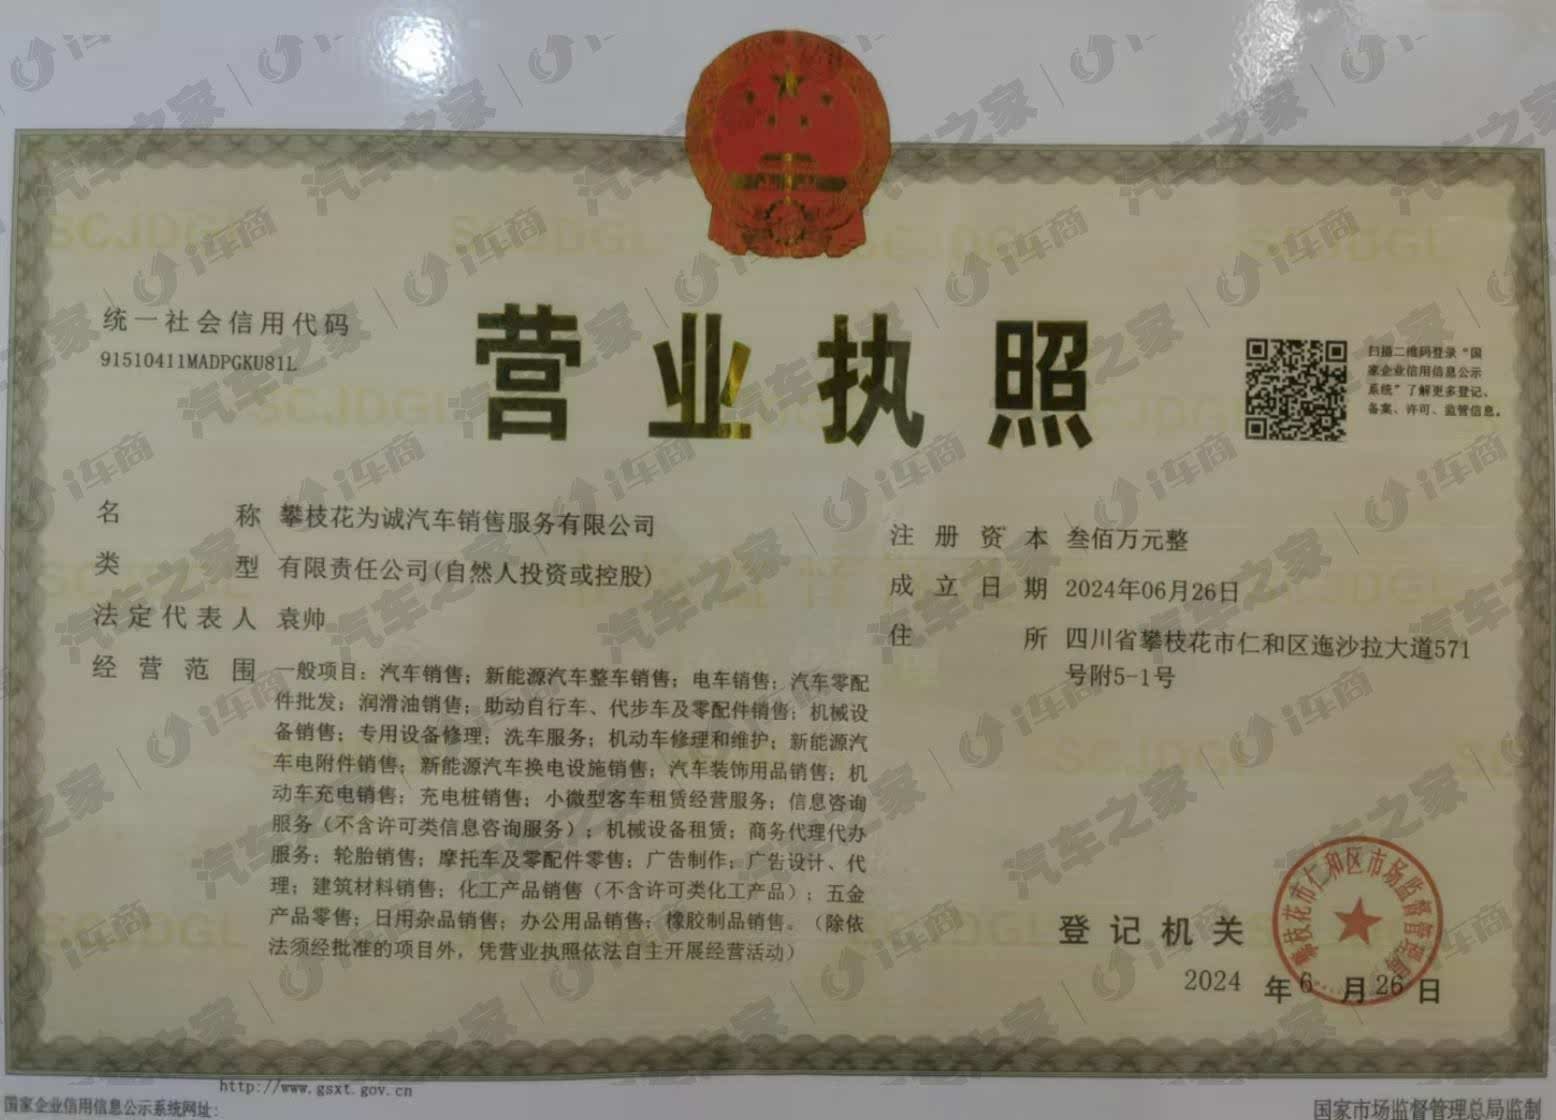 统一社会信用代码
91510411MADPGKU81L
营业执照
扫描二维码登录“国
家企业信用信息公示
系统”了解更多登记、
备案、许可、监管信息。
名称 攀枝花为诚汽车销售服务有限公司
类型 有限责任公司(自然人投资或控股)
法定代表人 袁帅
经营范围 一般项目：汽车销售；新能源汽车整车销售；电车销售；汽车零配
件批发；润滑油销售；助动自行车、代步车及零配件销售；机械设
备销售；专用设备修理；洗车服务；机动车修理和维护；新能源汽
车电附件销售；新能源汽车换电设施销售；汽车装饰用品销售；机
动车充电销售；充电桩销售；小微型客车租赁经营服务；信息咨询
服务（不含许可类信息咨询服务）；机械设备租赁；商务代理代办
服务；轮胎销售；摩托车及零配件零售；广告制作；广告设计、代
理；建筑材料销售；化工产品销售（不含许可类化工产品）；五金
产品零售；日用杂品销售；办公用品销售；橡胶制品销售。（除依
法须经批准的项目外，凭营业执照依法自主开展经营活动）
注册资本 叁佰万元整
成立日期 2024年06月26日
住所 四川省攀枝花市仁和区迤沙拉大道571
号附5-1号
登记机关
攀枝花市仁和区市场监督管理局
2024 年 6 月 26 日
http://www.gsxt.gov.cn
国家企业信用信息公示系统网址：
国家市场监督管理总局监制
汽车之家 | i车商
SCJDGL